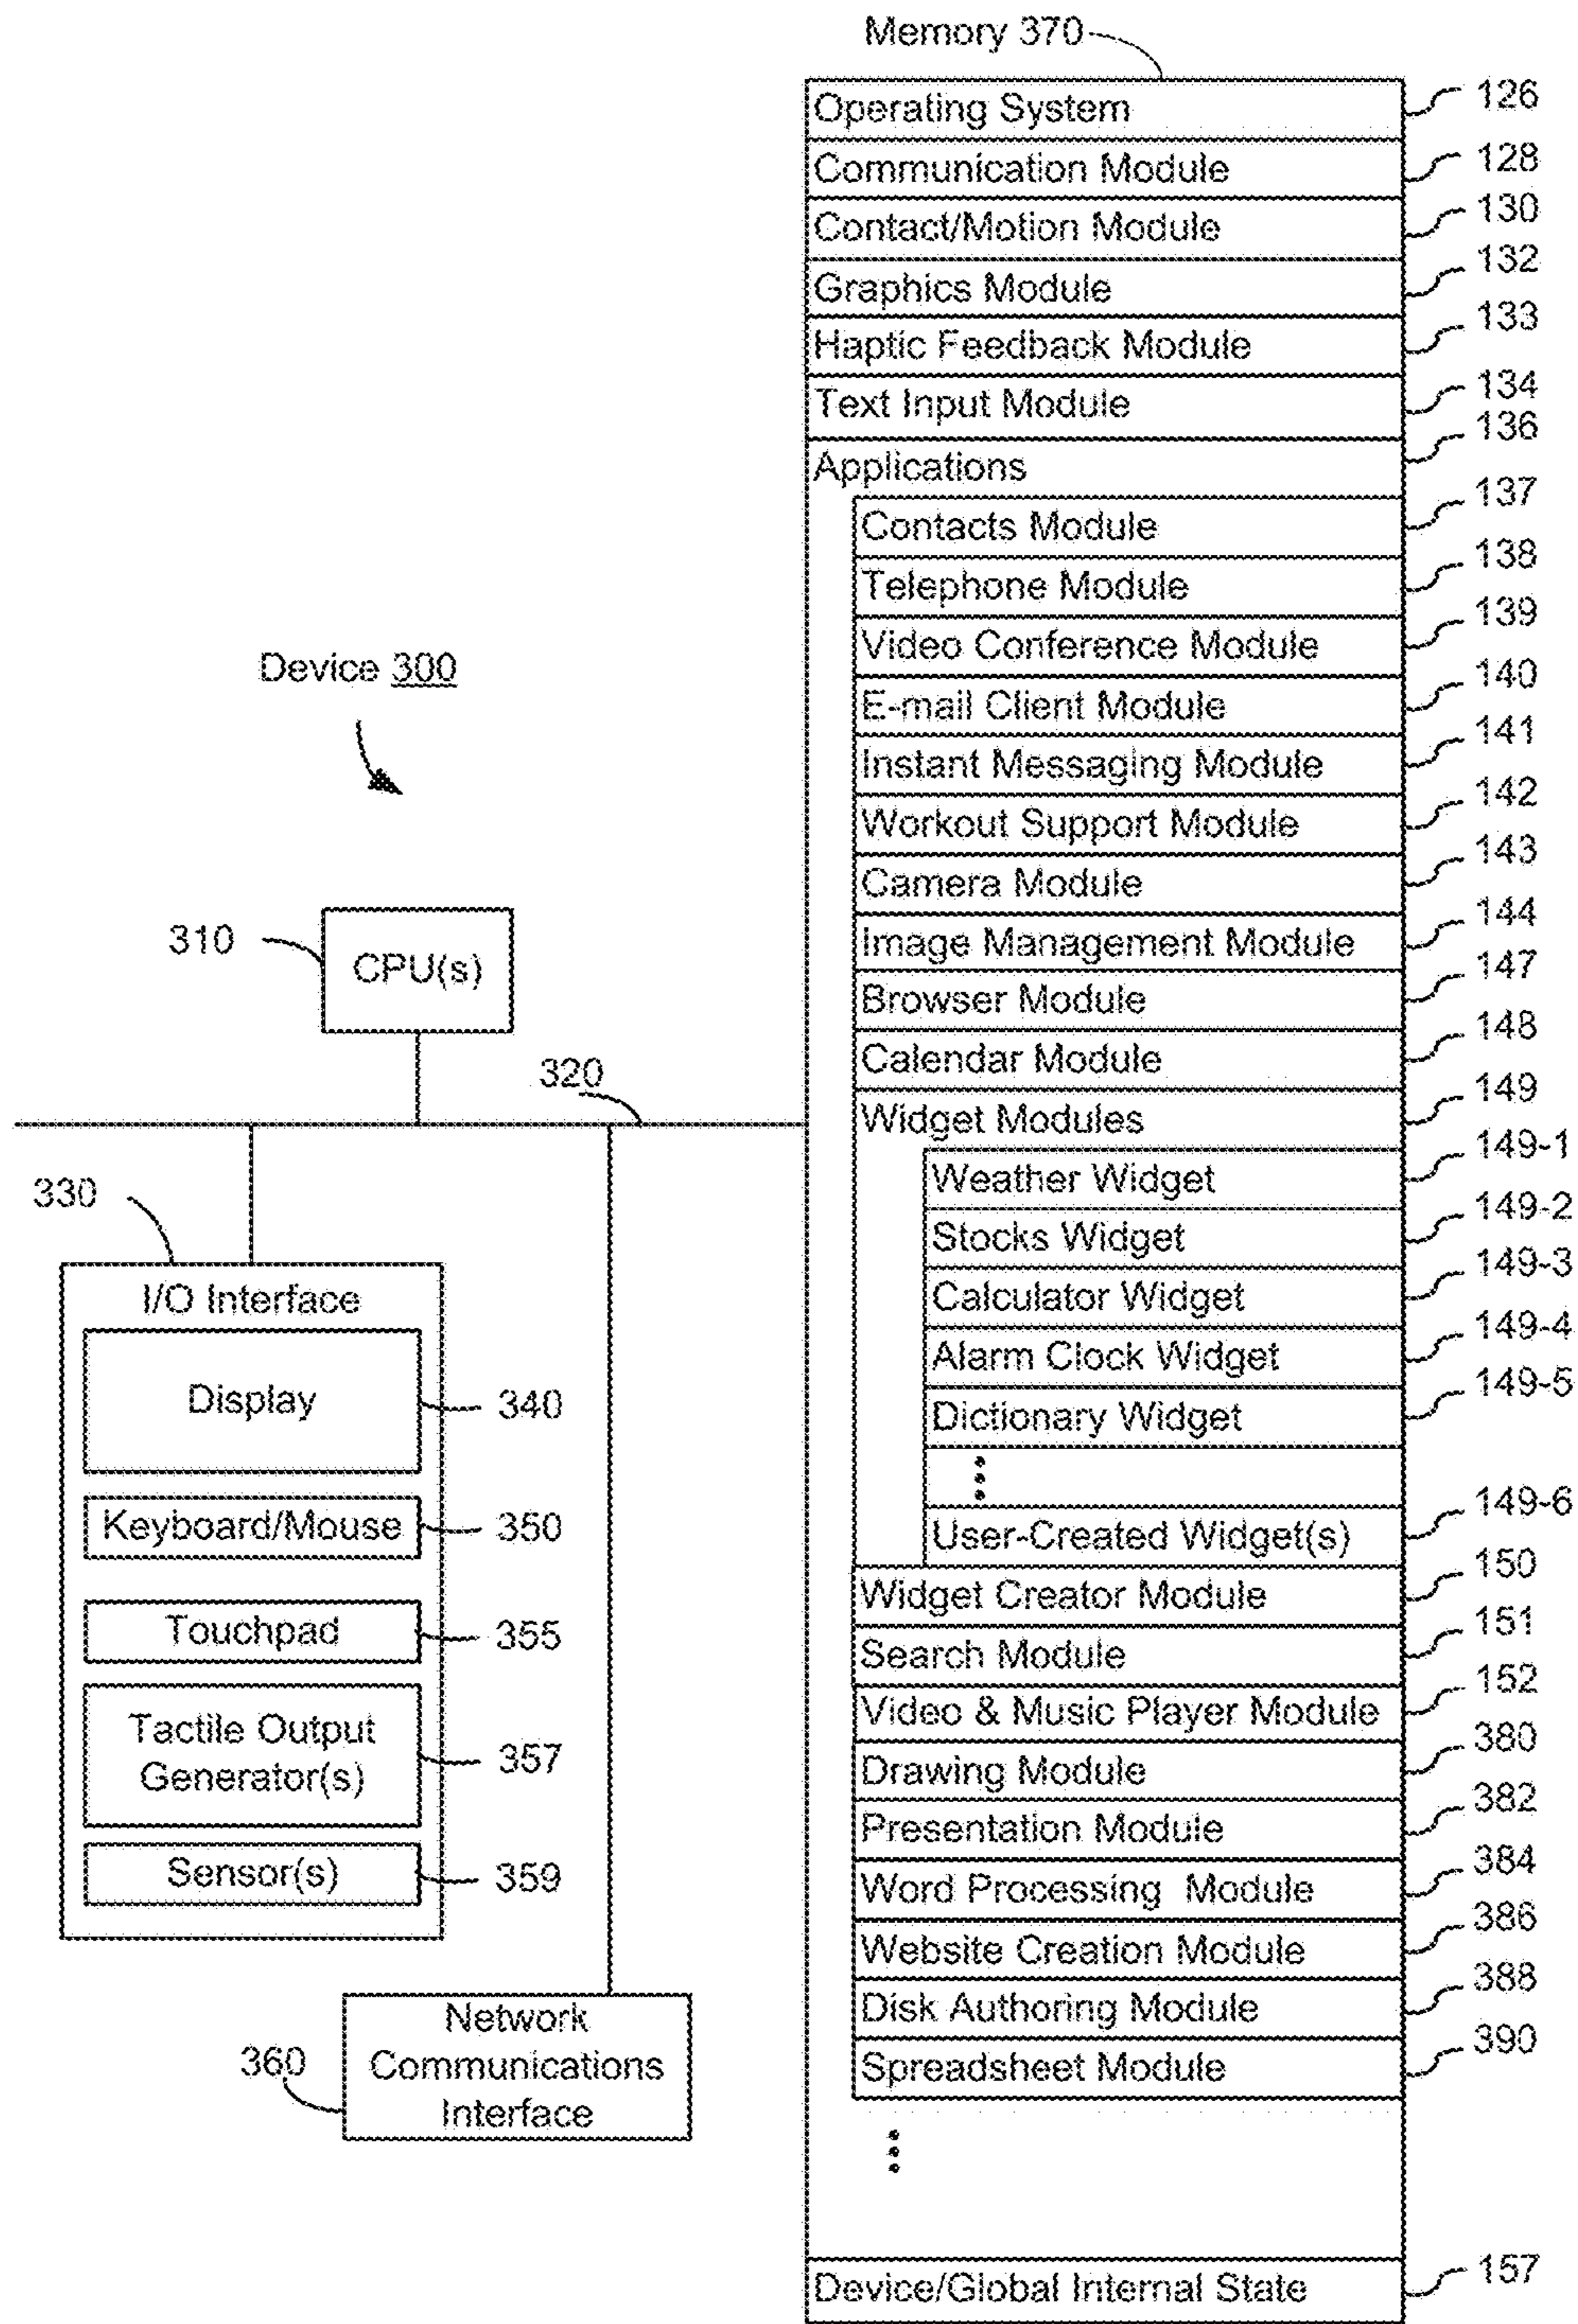 Memory 370
Operating System 126
Communication Module 128
Contact/Motion Module 130
Graphics Module 132
Haptic Feedback Module 133
Text Input Module 134
Applications 136
Contacts Module 137
Telephone Module 138
Video Conference Module 139
E-mail Client Module 140
Instant Messaging Module 141
Workout Support Module 142
Camera Module 143
Image Management Module 144
Browser Module 147
Calendar Module 148
Widget Modules 149
Weather Widget 149-1
Stocks Widget 149-2
Calculator Widget 149-3
Alarm Clock Widget 149-4
Dictionary Widget 149-5
User-Created Widget(s) 149-6
Widget Creator Module 150
Search Module 151
Video & Music Player Module 152
Drawing Module 380
Presentation Module 382
Word Processing Module 384
Website Creation Module 386
Disk Authoring Module 388
Spreadsheet Module 390
Device/Global Internal State 157
Device 300
310 CPU(s)
320
330
I/O Interface
Display 340
Keyboard/Mouse 350
Touchpad 355
Tactile Output
Generator(s) 357
Sensor(s) 359
Network
360 Communications
Interface